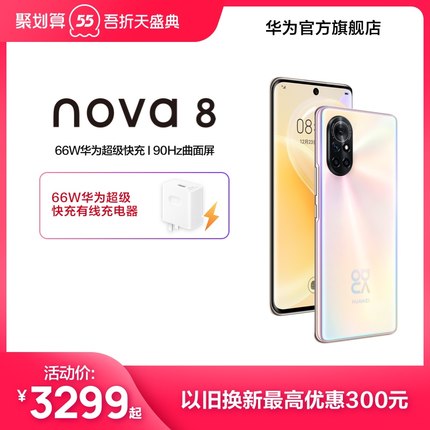 聚划算 55 吾折天盛典
华为官方旗舰店
nova 8
66W华为超级快充 | 90Hz曲面屏
66W华为超级
快充有线充电器
HUAWEI
活动价:
¥3299起
以旧换新最高优惠300元